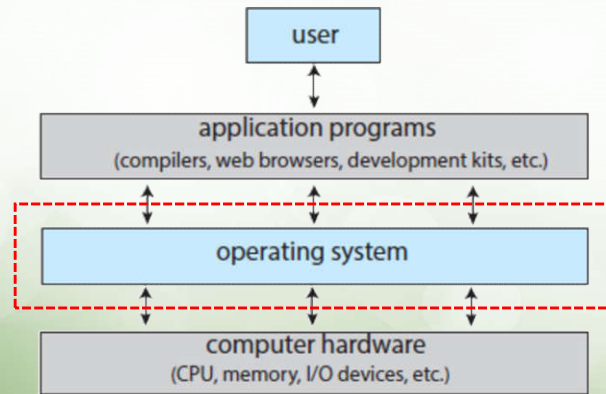 user
application programs
(compilers, web browsers, development kits, etc.)
operating system
computer hardware
(CPU, memory, I/O devices, etc.)